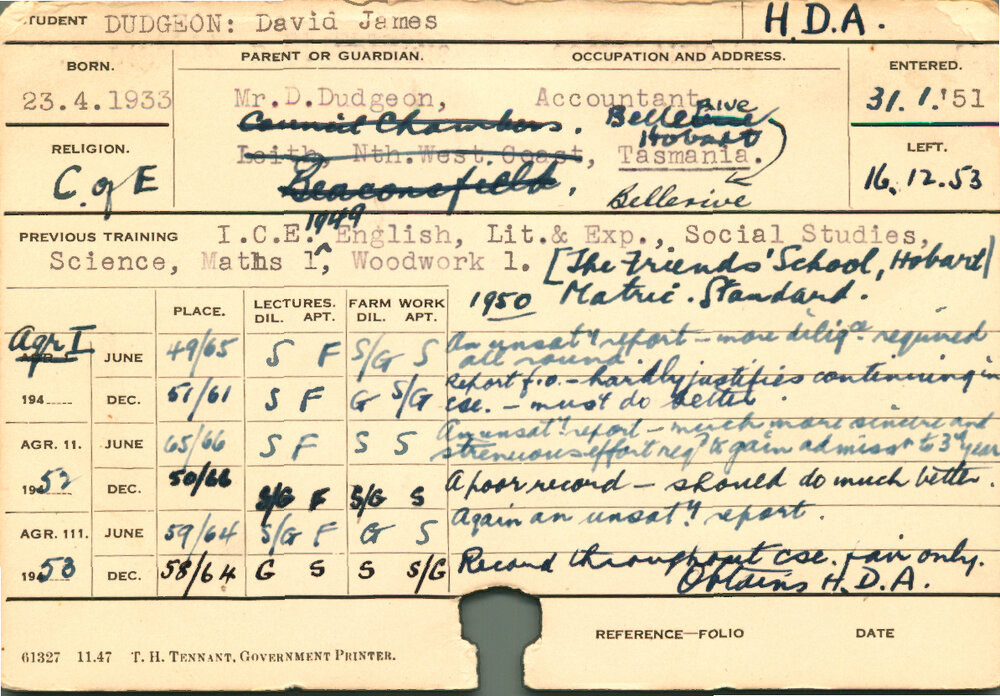 STUDENT DUDGEON: David James H.D.A.
BORN. PARENT OR GUARDIAN. OCCUPATION AND ADDRESS. ENTERED.
23.4.1933 Mr.D.Dudgeon, Accountant 31.1.'51
Council Chambers. Bellerive RIVE
Hobart
RELIGION. Leith, Nth.West.Coast, Tasmania. LEFT.
C. of E Beaconsfield. Bellerive 16.12.53
1949
PREVIOUS TRAINING I.C.E. English, Lit.& Exp., Social Studies,
Science, Maths 1, Woodwork 1. [The Friends' School, Hobart]
1950 Matric. Standard.
PLACE. LECTURES. FARM WORK
DIL. APT. DIL. APT.
Agr I AGR. 1. JUNE 49/65 S F S/G S An unsat'y report - more dilig'ce required
all round.
194 DEC. 57/61 S F G S/G Report f.o. - hardly justifies continuing in
cse. - must do better.
AGR. 11. JUNE 65/66 S F S S An unsat'y report - much more sincere and
strenuous effort req'd to gain admiss'n to 3rd year
1952 DEC. 50/66 S/G F S/G S A poor record - should do much better.
AGR. 111. JUNE 59/64 S/G F G S Again an unsat'y report.
1953 DEC. 58/64 G S S S/G Record throughout cse. fair only.
Obtains H.D.A.
REFERENCE—FOLIO DATE
61327 11.47 T. H. TENNANT, GOVERNMENT PRINTER.